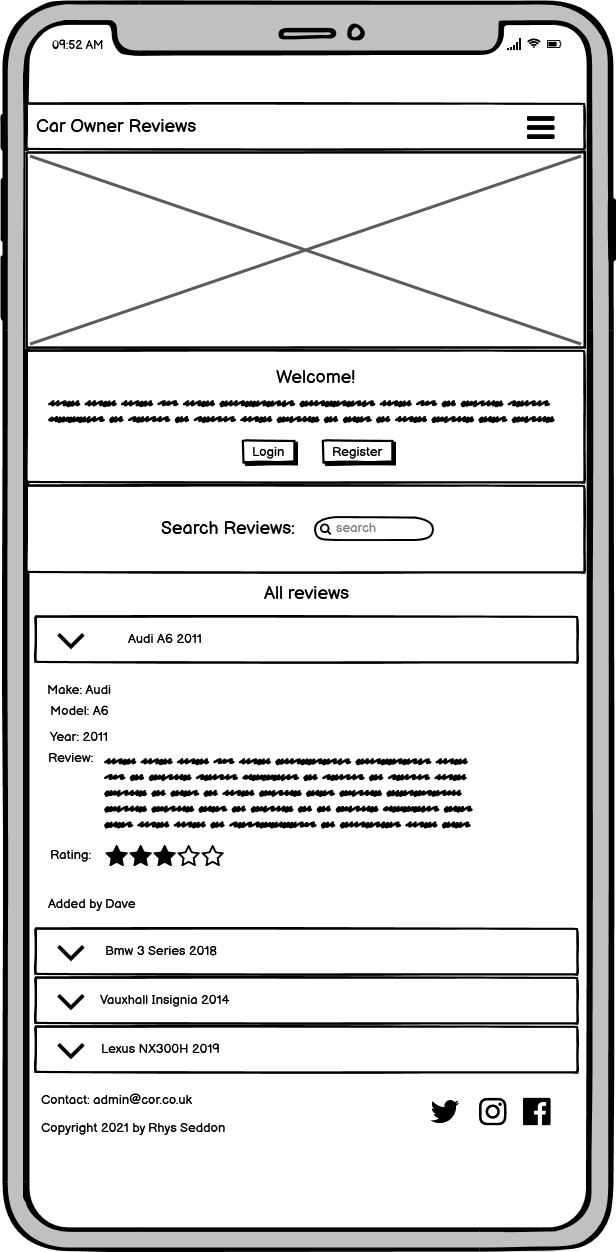 09:52 AM
Car Owner Reviews
Welcome!
Login Register
Search Reviews: search
All reviews
Audi A6 2011
Make: Audi
Model: A6
Year: 2011
Review:
Rating:
Added by Dave
Bmw 3 Series 2018
Vauxhall Insignia 2014
Lexus NX300H 2019
Contact: admin@cor.co.uk
Copyright 2021 by Rhys Seddon